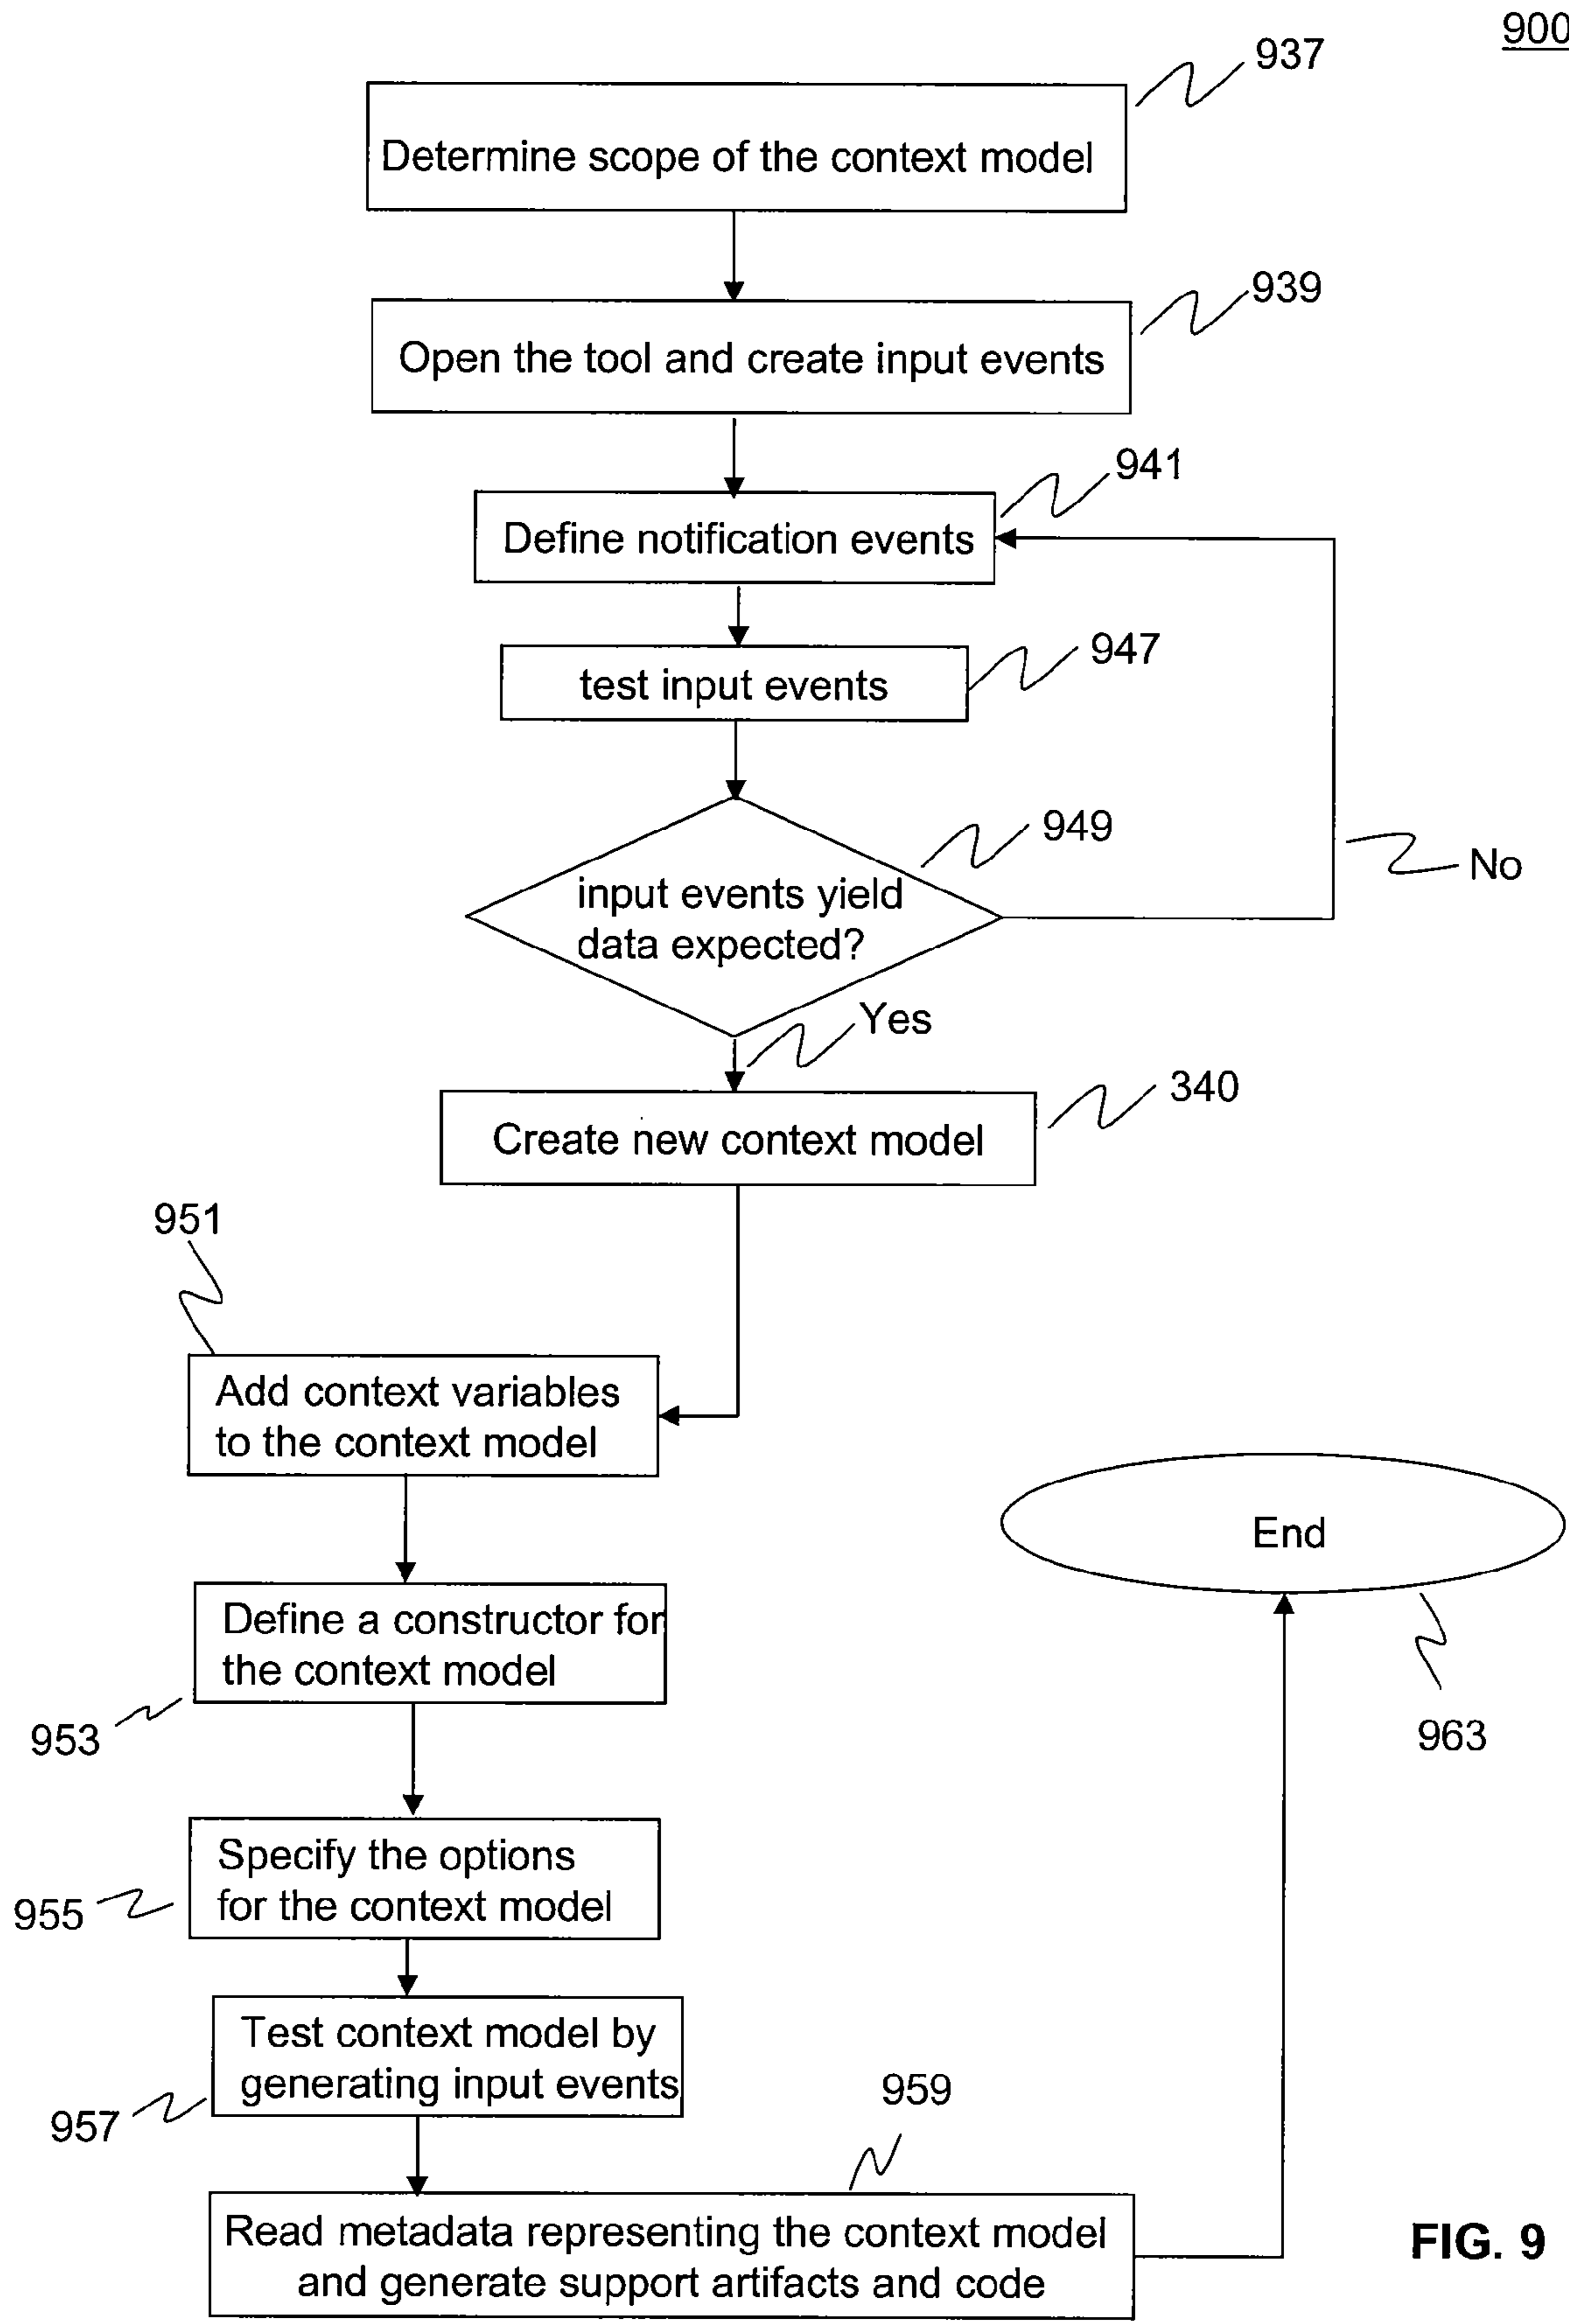 900
937
Determine scope of the context model
939
Open the tool and create input events
941
Define notification events
947
test input events
949
input events yield
data expected?
No
Yes
340
Create new context model
951
Add context variables
to the context model
End
Define a constructor for
the context model
953
963
Specify the options
for the context model
955
Test context model by
generating input events
957
959
Read metadata representing the context model
and generate support artifacts and code
FIG. 9